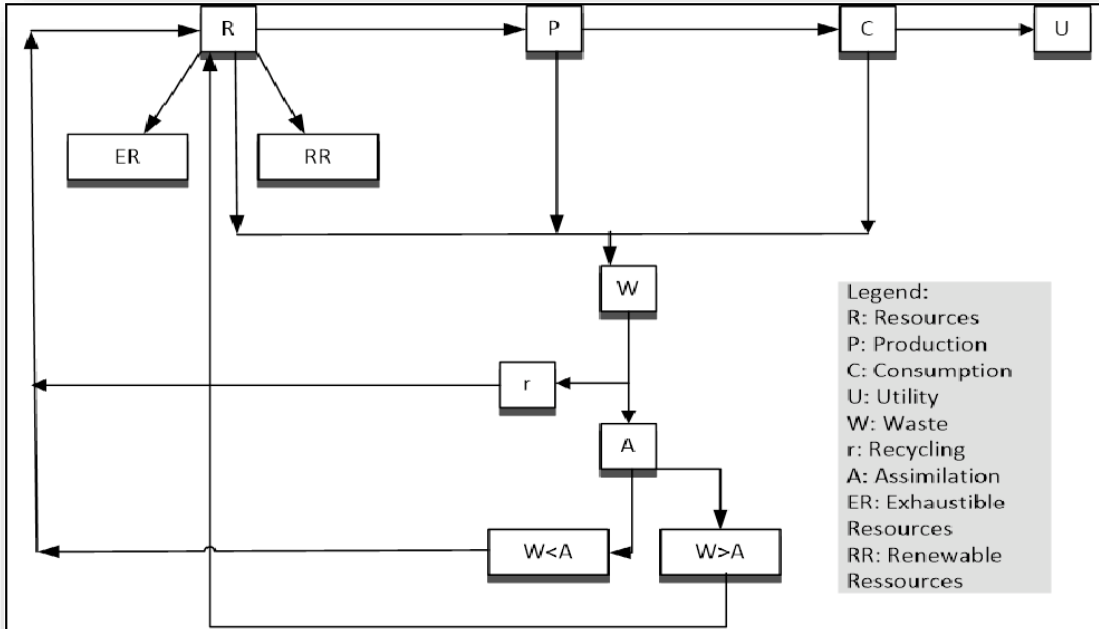 R
P
C
U
ER
RR
W
r
A
W<A
W>A
Legend:
R: Resources
P: Production
C: Consumption
U: Utility
W: Waste
r: Recycling
A: Assimilation
ER: Exhaustible
Resources
RR: Renewable
Ressources